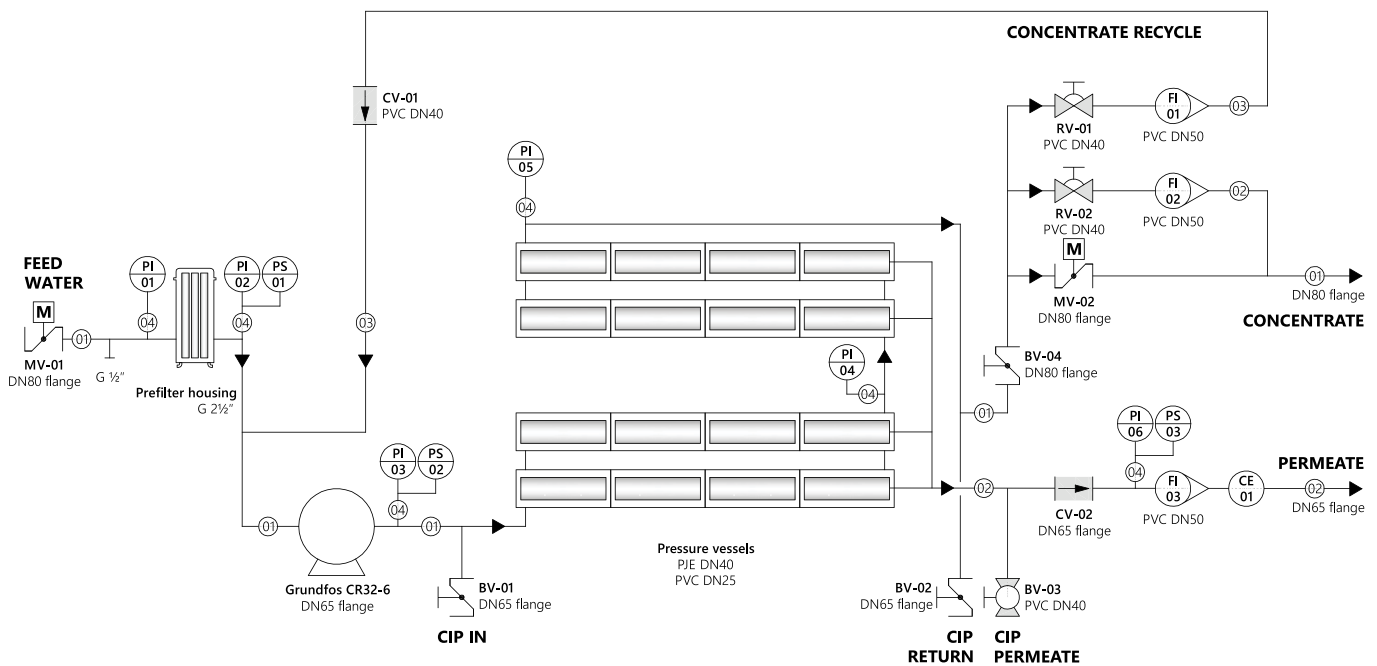 CONCENTRATE RECYCLE
CV-01
PVC DN40
FI
01
03
RV-01
PVC DN40
PVC DN50
PI
05
04
FI
02
02
RV-02
PVC DN40
PVC DN50
M
MV-02
DN80 flange
01
DN80 flange
CONCENTRATE
FEED
WATER
M
MV-01
DN80 flange
01
G ½"
PI
01
04
PI
02
PS
01
04
Prefilter housing
G 2½"
03
PI
04
04
BV-04
DN80 flange
01
PI
03
PS
02
04
01
01
Grundfos CR32-6
DN65 flange
BV-01
DN65 flange
CIP IN
Pressure vessels
PJE DN40
PVC DN25
02
CV-02
DN65 flange
PI
06
PS
03
04
FI
03
PVC DN50
CE
01
PERMEATE
02
DN65 flange
BV-02
DN65 flange
CIP
RETURN
BV-03
PVC DN40
CIP
PERMEATE